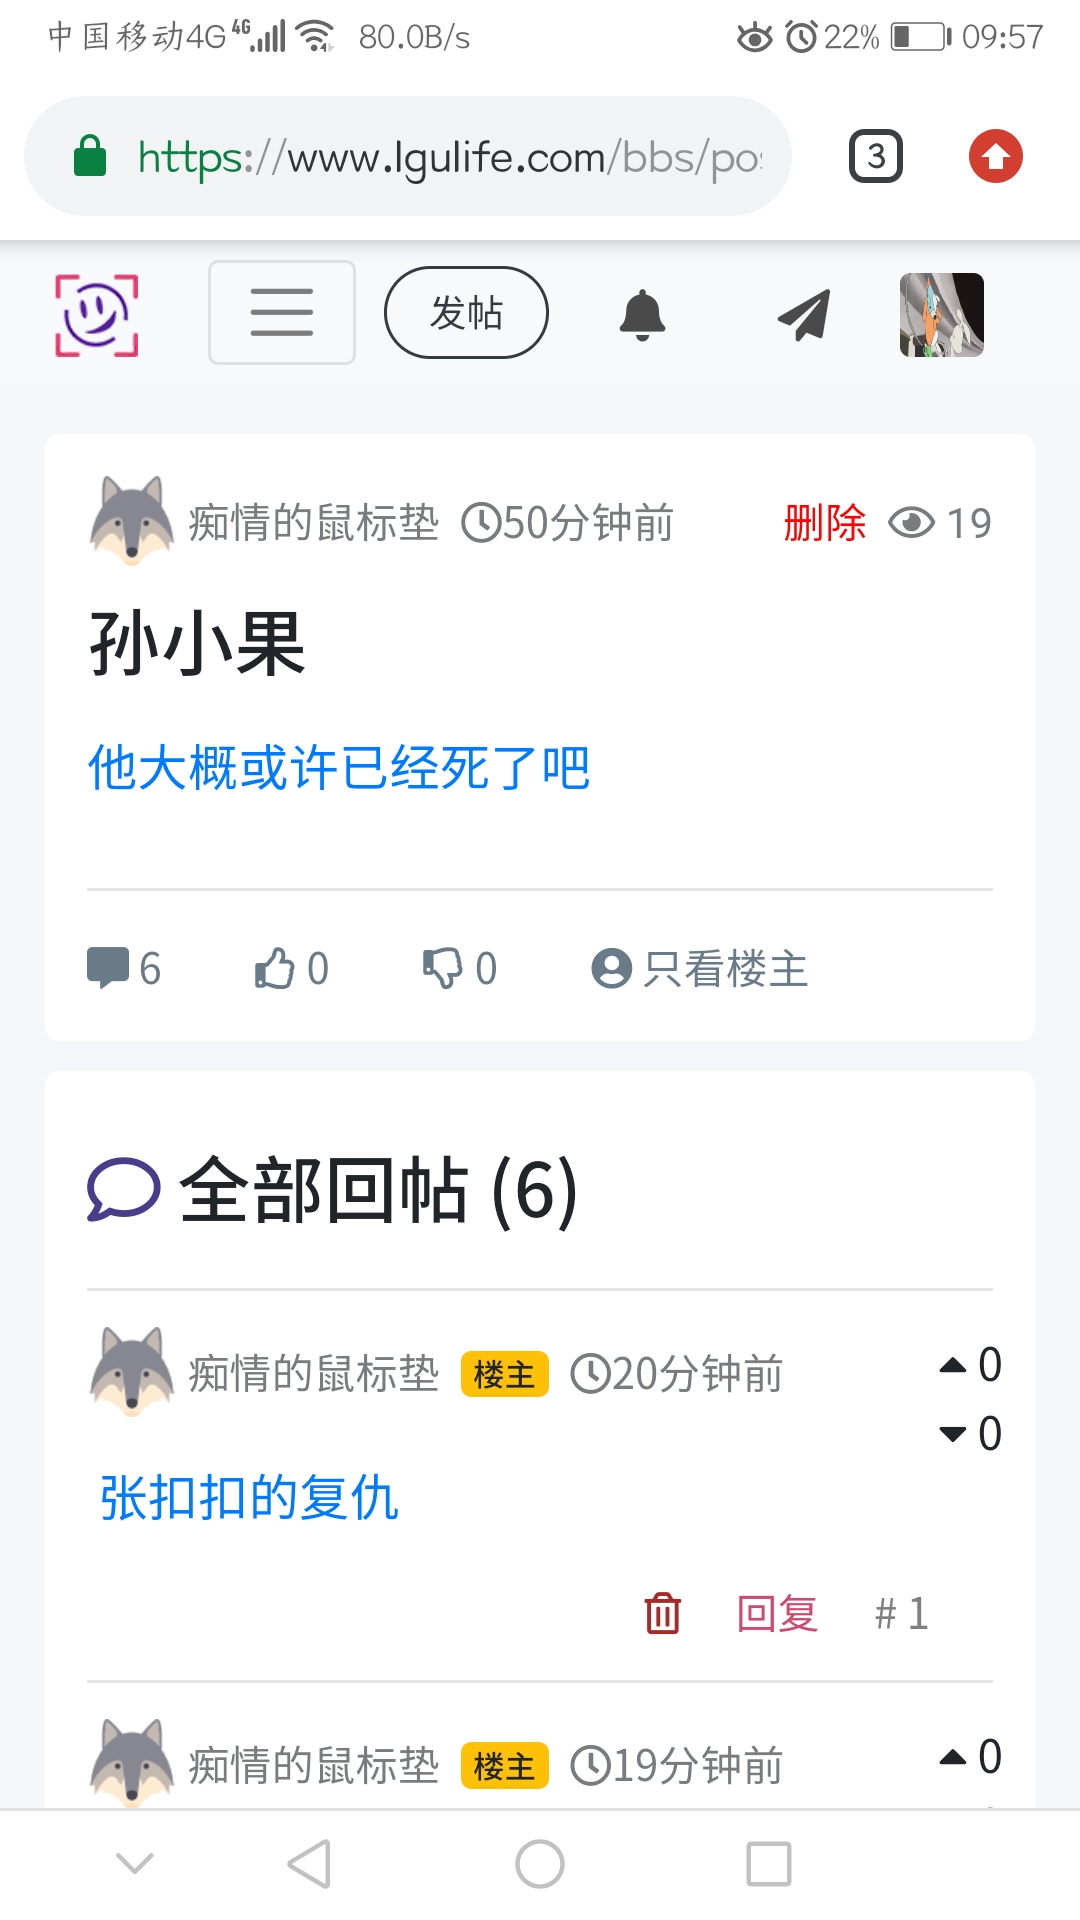 中国移动4G 4G 80.0B/s 22% 09:57
https://www.lgulife.com/bbs/pos
3
发帖
痴情的鼠标垫 50分钟前 删除 19
孙小果
他大概或许已经死了吧
6 0 0 只看楼主
全部回帖 (6)
痴情的鼠标垫 楼主 20分钟前 0
0
张扣扣的复仇
回复 # 1
痴情的鼠标垫 楼主 19分钟前 0